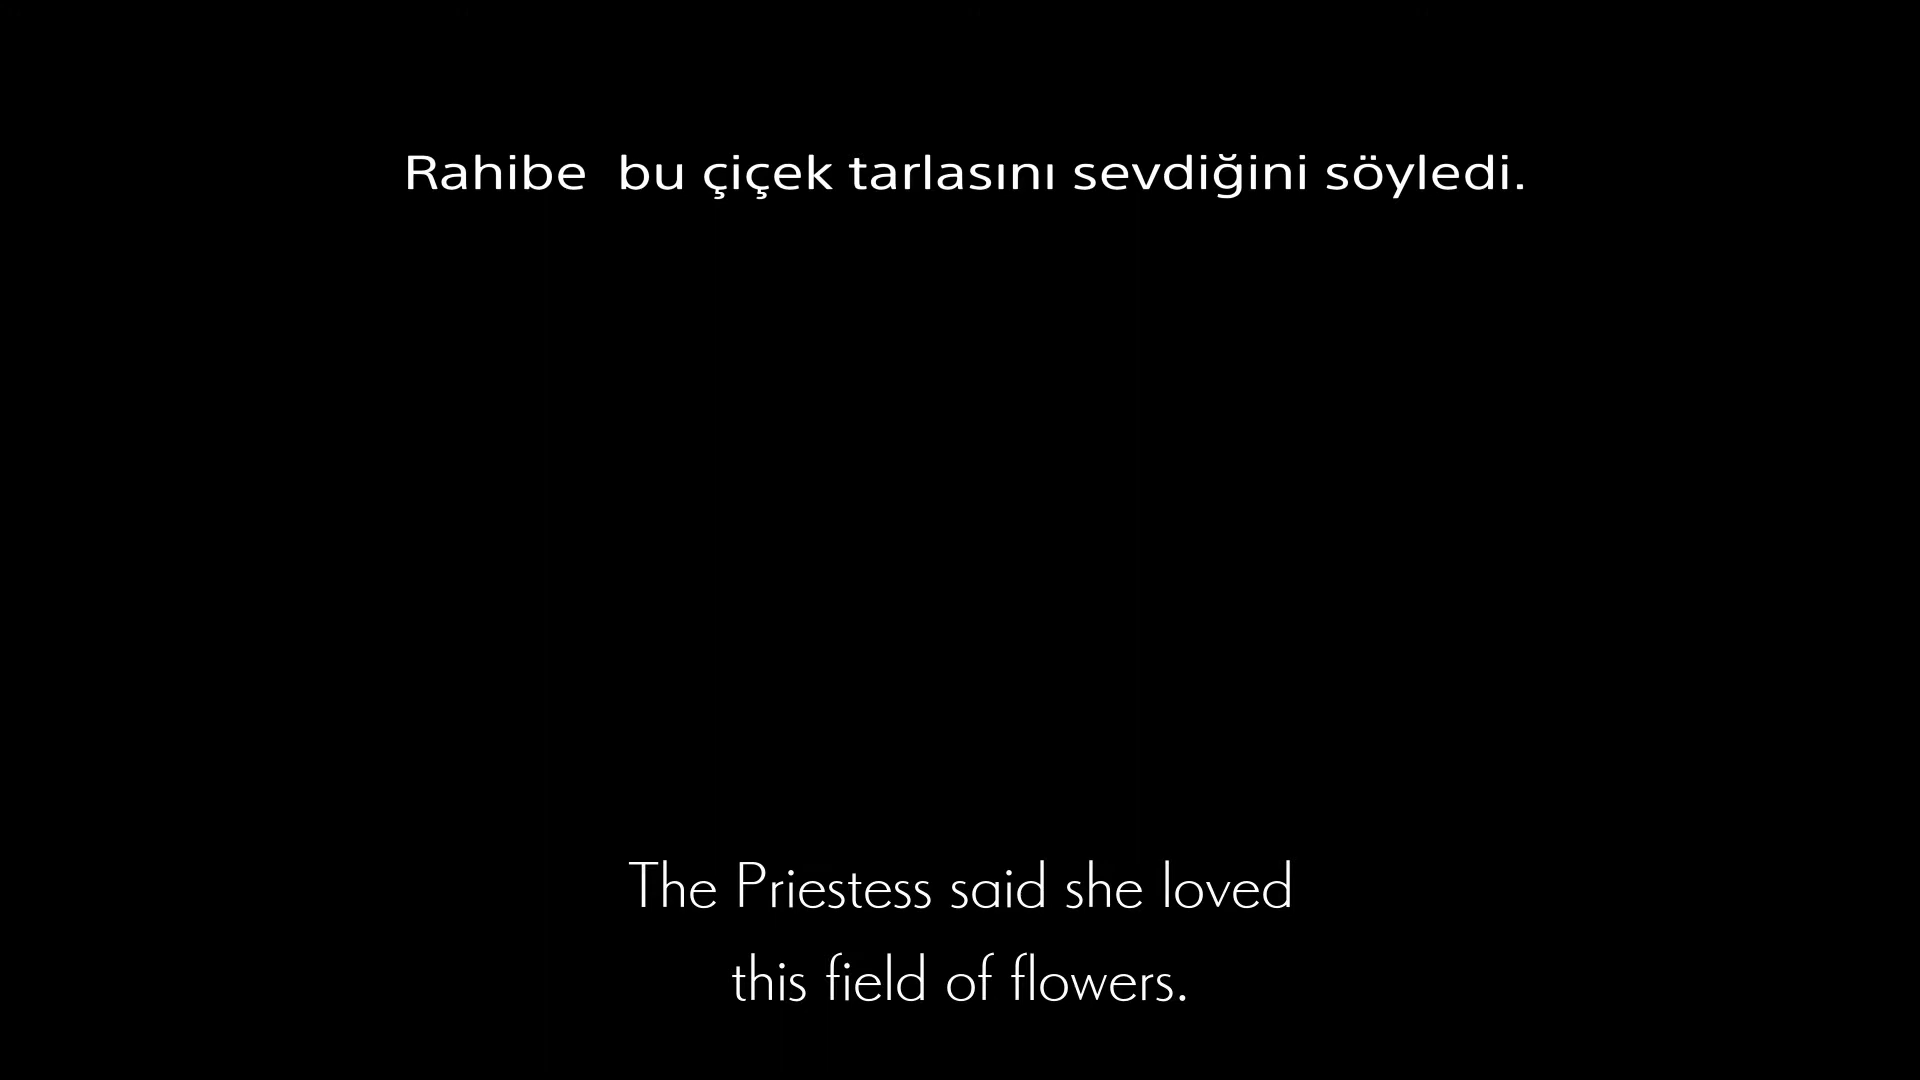 Rahibe  bu çiçek tarlasını sevdiğini söyledi.
The Priestess said she loved
this field of flowers.